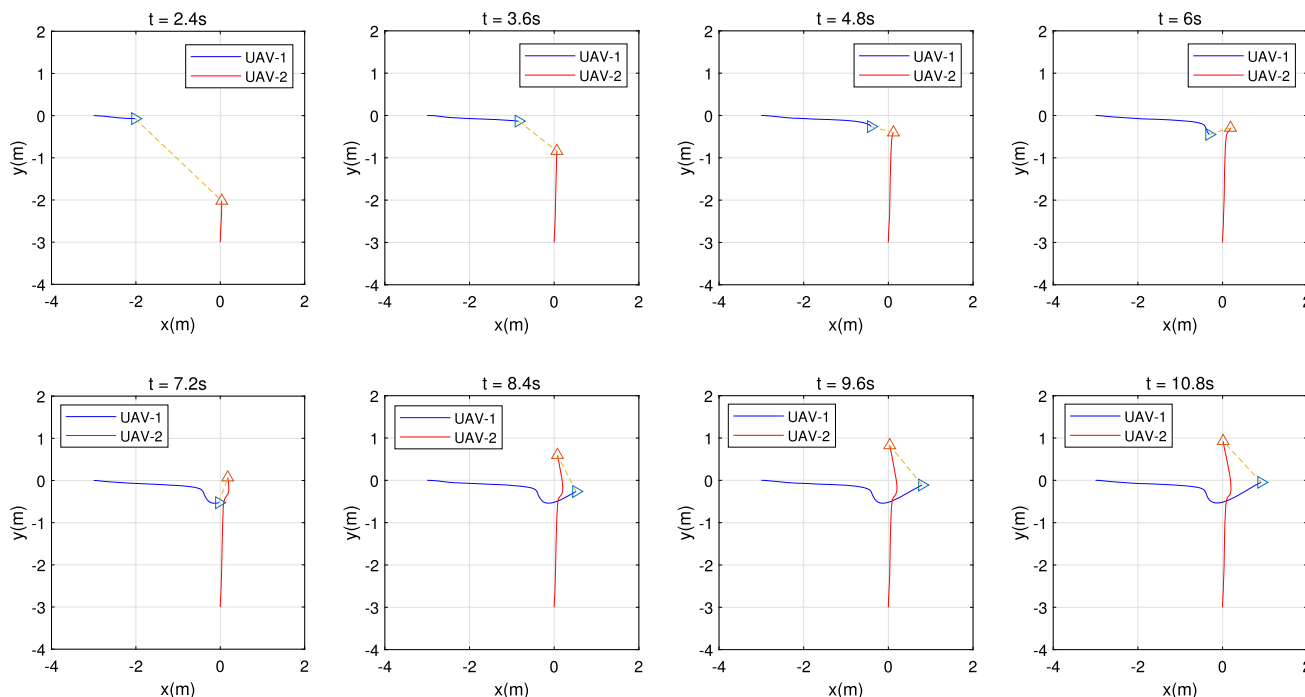 t = 2.4s
2
1
0
-1
-2
-3
-4
y(m)
-4
-2
0
2
x(m)
UAV-1
UAV-2
t = 3.6s
2
1
0
-1
-2
-3
-4
y(m)
-4
-2
0
2
x(m)
UAV-1
UAV-2
t = 4.8s
2
1
0
-1
-2
-3
-4
y(m)
-4
-2
0
2
x(m)
UAV-1
UAV-2
t = 6s
2
1
0
-1
-2
-3
-4
y(m)
-4
-2
0
2
x(m)
UAV-1
UAV-2
t = 7.2s
2
1
0
-1
-2
-3
-4
y(m)
-4
-2
0
2
x(m)
UAV-1
UAV-2
t = 8.4s
2
1
0
-1
-2
-3
-4
y(m)
-4
-2
0
2
x(m)
UAV-1
UAV-2
t = 9.6s
2
1
0
-1
-2
-3
-4
y(m)
-4
-2
0
2
x(m)
UAV-1
UAV-2
t = 10.8s
2
1
0
-1
-2
-3
-4
y(m)
-4
-2
0
2
x(m)
UAV-1
UAV-2